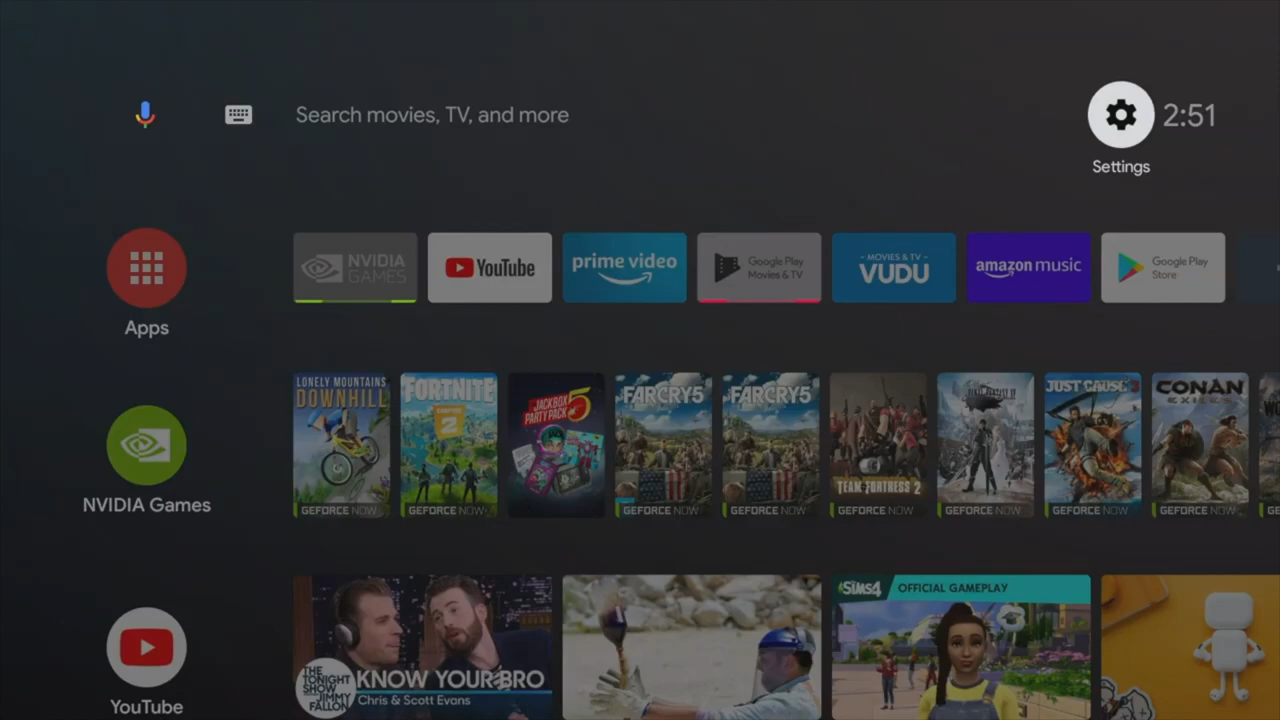 Search movies, TV, and more
2:51
Settings
NVIDIA
GAMES
YouTube
prime video
Google Play
Movies & TV
- MOVIES & TV -
VUDU
amazon music
Google Play
Store
Apps
LONELY MOUNTAINS
DOWNHILL
GEFORCE NOW
FORTNITE
CHAPTER
2
GEFORCE NOW
JACKBOX
PARTY PACK
5
FARCRY5
GEFORCE NOW
FARCRY5
GEFORCE NOW
TEAM FORTRESS 2
GEFORCE NOW
GEFORCE NOW
JUST CAUSE 3
GEFORCE NOW
CONAN
EXILES
GEFORCE NOW
NVIDIA Games
THE
TONIGHT
SHOW
JIMMY
FALLON
KNOW YOUR BRO
Chris & Scott Evans
SIMS4
OFFICIAL GAMEPLAY
YouTube